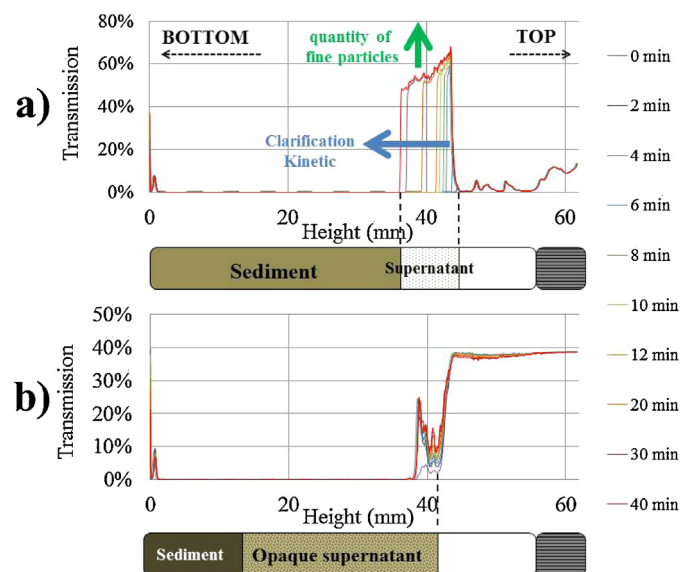 a)
80%
60%
40%
20%
0%
Transmission
BOTTOM
quantity of
fine particles
TOP
Clarification
Kinetic
0
20
40
60
Height (mm)
Sediment
Supernatant
b)
50%
40%
30%
20%
10%
0%
Transmission
0
20
40
60
Height (mm)
Sediment
Opaque supernatant
0 min
2 min
4 min
6 min
8 min
10 min
12 min
20 min
30 min
40 min